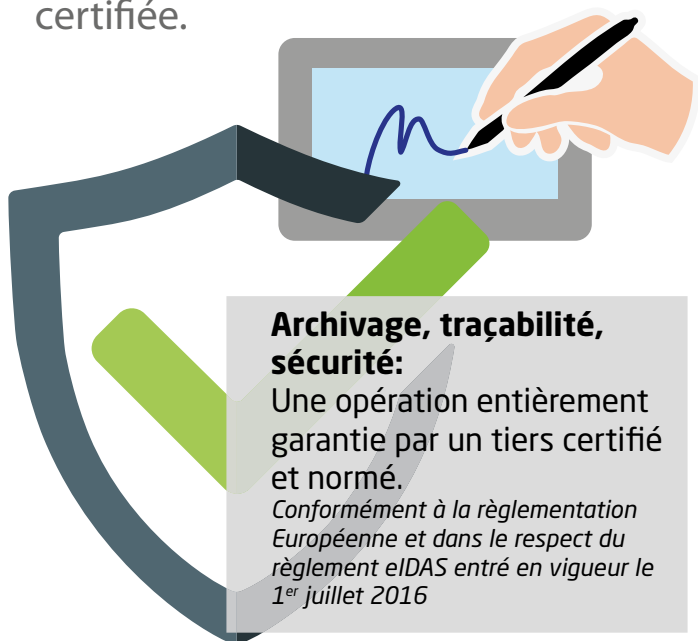 certifiée.
Archivage, traçabilité,
sécurité:
Une opération entièrement
garantie par un tiers certifié
et normé.
Conformément à la règlementation
Européenne et dans le respect du
règlement eIDAS entré en vigueur le
1er juillet 2016